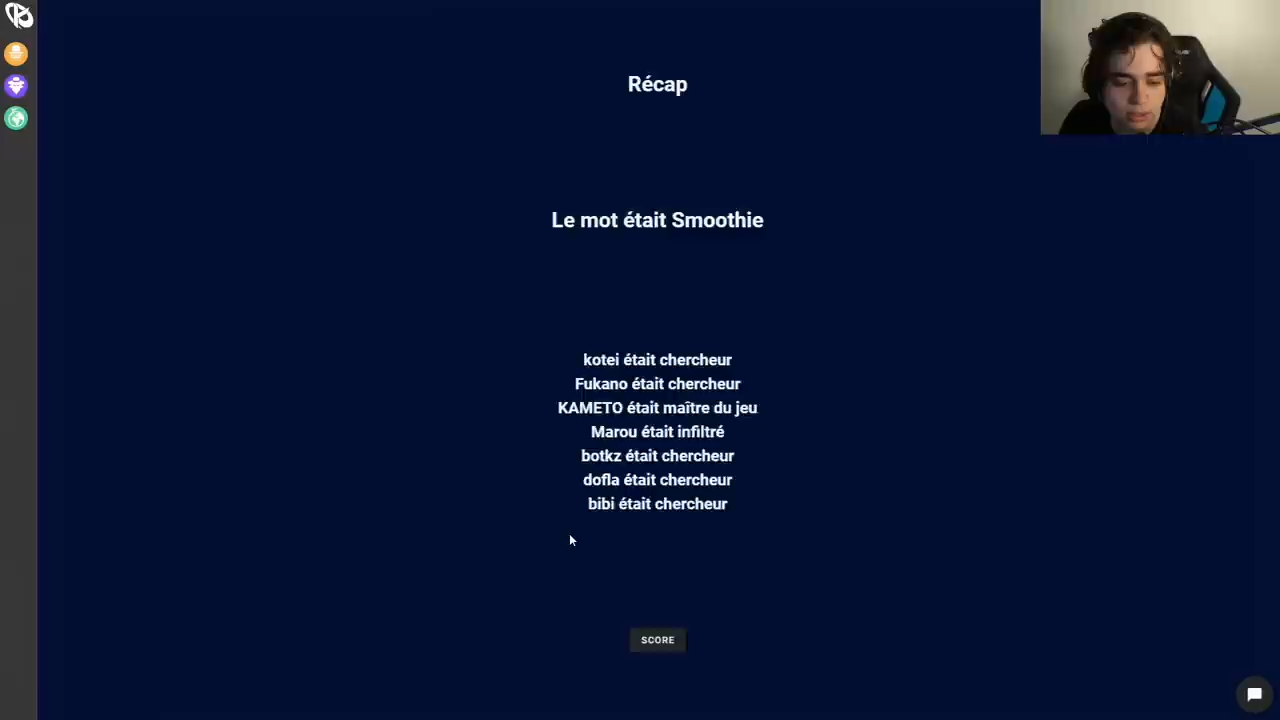 Récap
Le mot était Smoothie
kotei était chercheur
Fukano était chercheur
KAMETO était maître du jeu
Marou était infiltré
botkz était chercheur
dofla était chercheur
bibi était chercheur
SCORE